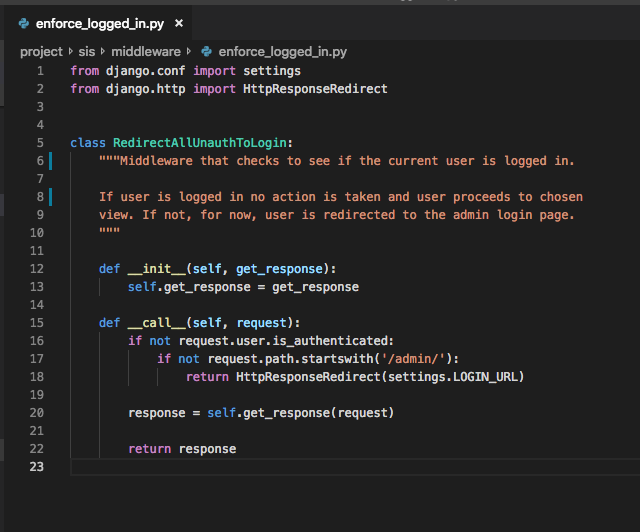 enforce_logged_in.py ×
project › sis › middleware › enforce_logged_in.py
1 from django.conf import settings
2 from django.http import HttpResponseRedirect
3
4
5 class RedirectAllUnauthToLogin:
6     """Middleware that checks to see if the current user is logged in.
7
8     If user is logged in no action is taken and user proceeds to chosen
9     view. If not, for now, user is redirected to the admin login page.
10     """
11
12     def __init__(self, get_response):
13         self.get_response = get_response
14
15     def __call__(self, request):
16         if not request.user.is_authenticated:
17             if not request.path.startswith('/admin/'):
18                 return HttpResponseRedirect(settings.LOGIN_URL)
19
20         response = self.get_response(request)
21
22         return response
23